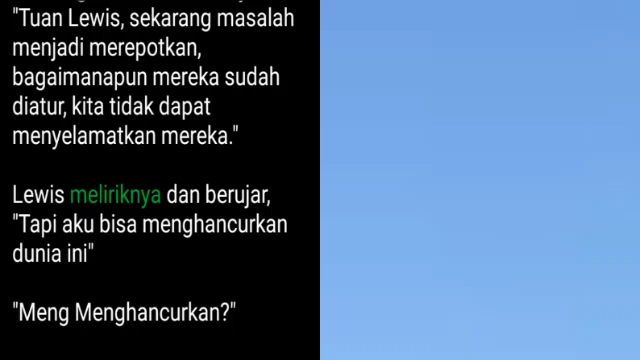 "Tuan Lewis, sekarang masalah
menjadi merepotkan,
bagaimanapun mereka sudah
diatur, kita tidak dapat
menyelamatkan mereka."
Lewis meliriknya dan berujar,
"Tapi aku bisa menghancurkan
dunia ini"
"Meng Menghancurkan?"